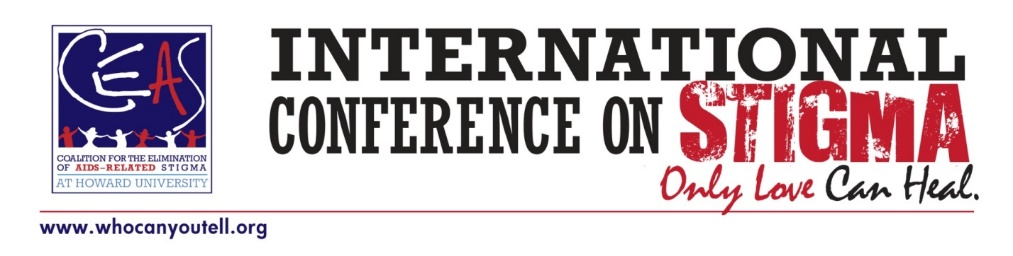 CEAS
COALITION FOR THE ELIMINATION
OF AIDS-RELATED STIGMA
AT HOWARD UNIVERSITY
INTERNATIONAL
CONFERENCE ON STIGMA
Only Love Can Heal.
www.whocanyoutell.org